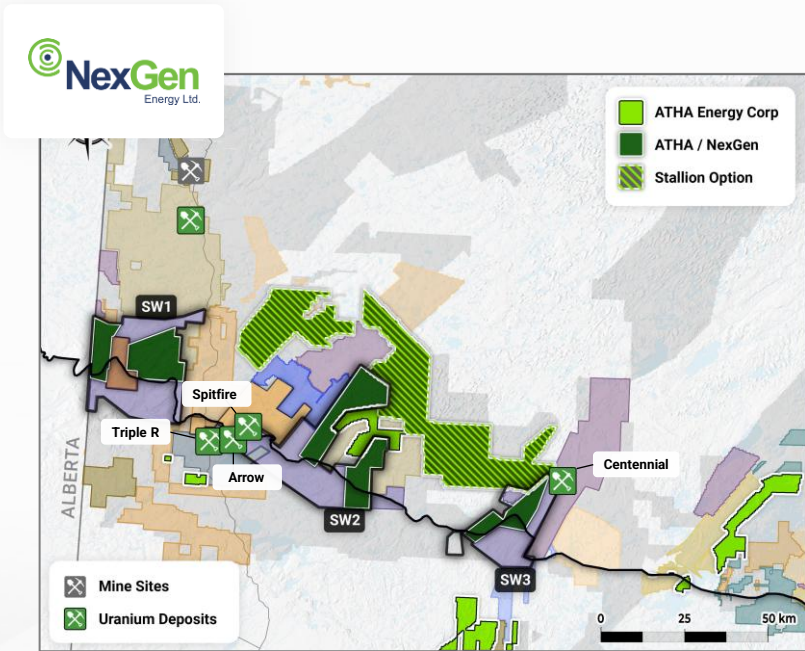 NexGen
Energy Ltd.
ATHA Energy Corp
ATHA / NexGen
Stallion Option
SW1
Spitfire
Triple R
Arrow
Centennial
ALBERTA
SW2
SW3
Mine Sites
Uranium Deposits
0 25 50 km